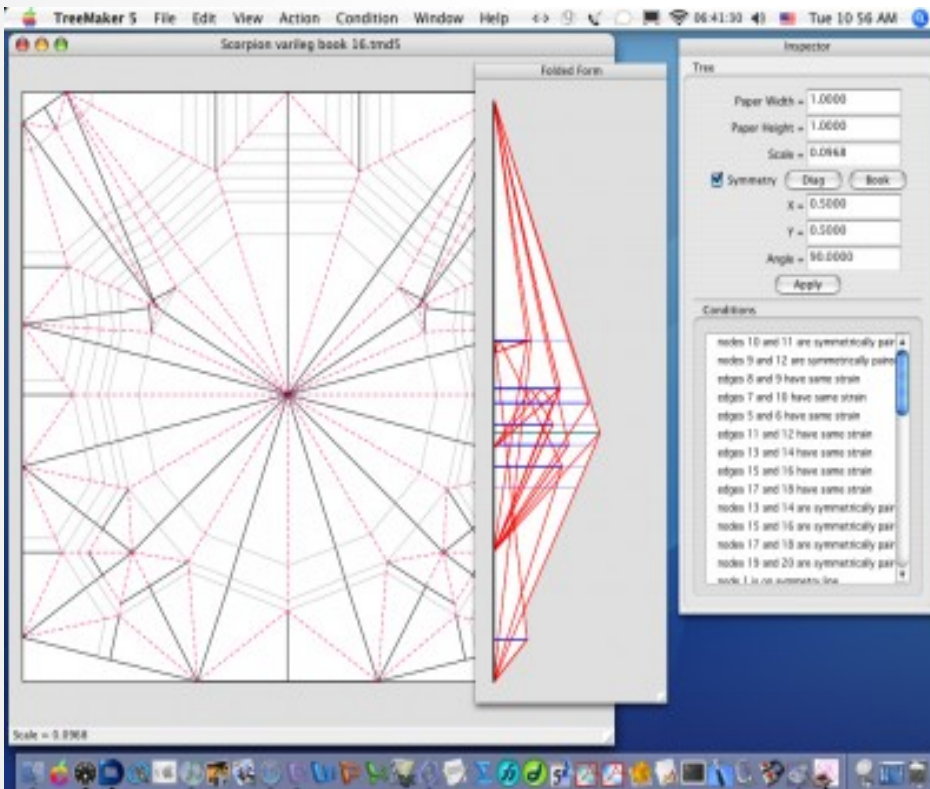 TreeMaker 5 File Edit View Action Condition Window Help 06:41:30 Tue 10:56 AM
Scorpion varileg book 16.tmd5
Folded Form
Inspector
Tree
Paper Width = 1.0000
Paper Height = 1.0000
Scale = 0.0968
Symmetry Diag Book
X = 0.5000
Y = 0.5000
Angle = 90.0000
Apply
Conditions
nodes 10 and 11 are symmetrically pair
nodes 9 and 12 are symmetrically paire
edges 8 and 9 have same strain
edges 7 and 10 have same strain
edges 5 and 6 have same strain
edges 11 and 12 have same strain
edges 13 and 14 have same strain
edges 15 and 16 have same strain
edges 17 and 18 have same strain
nodes 13 and 14 are symmetrically pair
nodes 15 and 16 are symmetrically pair
nodes 17 and 18 are symmetrically pair
nodes 19 and 20 are symmetrically pair
node 1 is on symmetry line
Scale = 0.0968